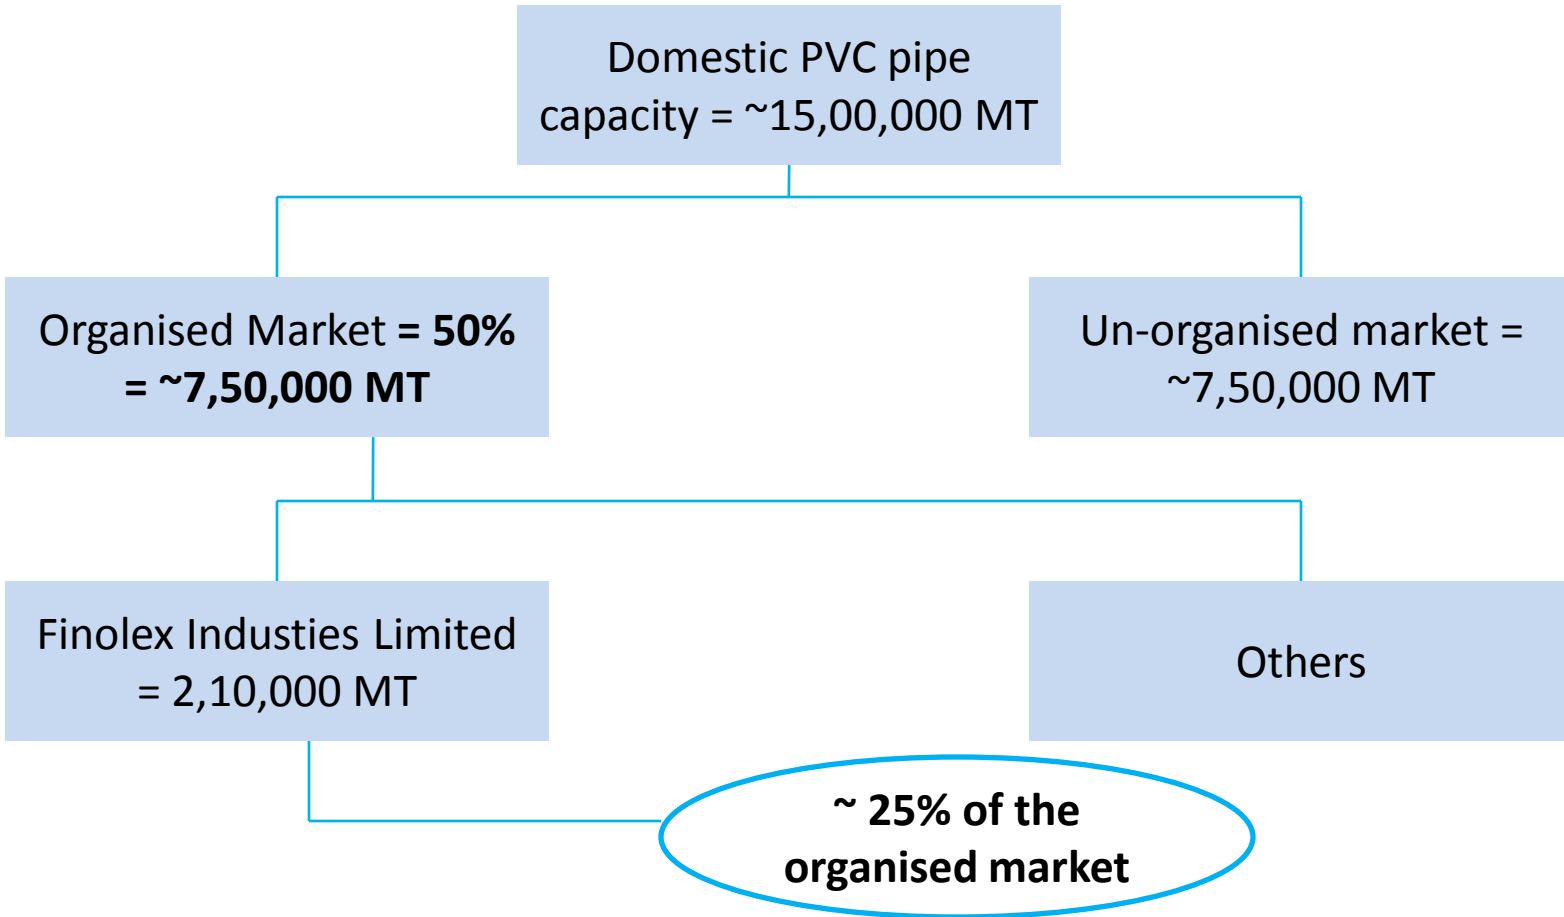 Domestic PVC pipe
capacity = ~15,00,000 MT
Organised Market = 50%
= ~7,50,000 MT
Un-organised market =
~7,50,000 MT
Finolex Industies Limited
= 2,10,000 MT
Others
~ 25% of the
organised market